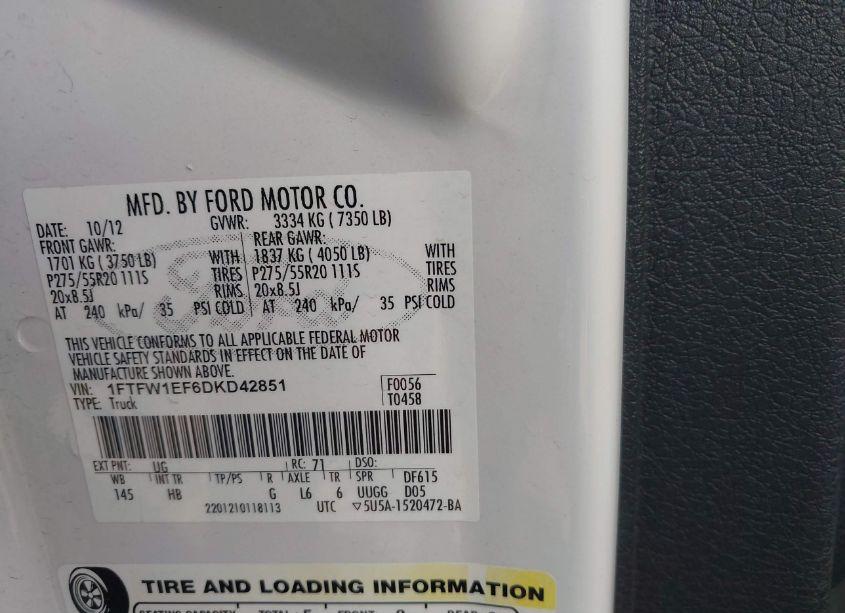 MFD. BY FORD MOTOR CO.
DATE: 10/12 GVWR: 3334 KG ( 7350 LB)
FRONT GAWR: REAR GAWR:
1701 KG ( 3750 LB) WITH 1837 KG ( 4050 LB) WITH
P275/55R20 111S TIRES P275/55R20 111S TIRES
20x8.5J RIMS 20x8.5J RIMS
AT 240 kPa/ 35 PSI COLD AT 240 kPa/ 35 PSI COLD
THIS VEHICLE CONFORMS TO ALL APPLICABLE FEDERAL MOTOR
VEHICLE SAFETY STANDARDS IN EFFECT ON THE DATE OF
MANUFACTURE SHOWN ABOVE.
VIN: 1FTFW1EF6DKD42851 F0056
TYPE: Truck T0458
EXT PNT: UG RC: 71 DSO:
WB INT TR TP/PS R AXLE TR SPR DF615
145 HB G L6 6 UUGG D05
2201210118113 UTC ▽5U5A-1520472-BA
TIRE AND LOADING INFORMATION
SEATING CAPACITY TOTAL FRONT REAR